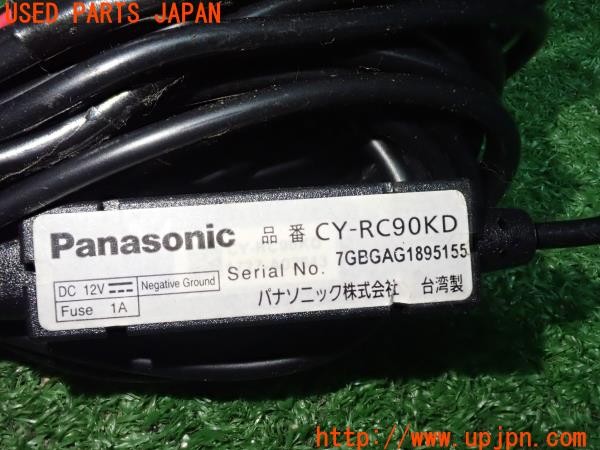 USED PARTS JAPAN
Panasonic 品番 CY-RC90KD
Serial No. 7GBGAG1895155
DC 12V Negative Ground
Fuse 1A
パナソニック株式会社 台湾製
http://www.upjpn.com